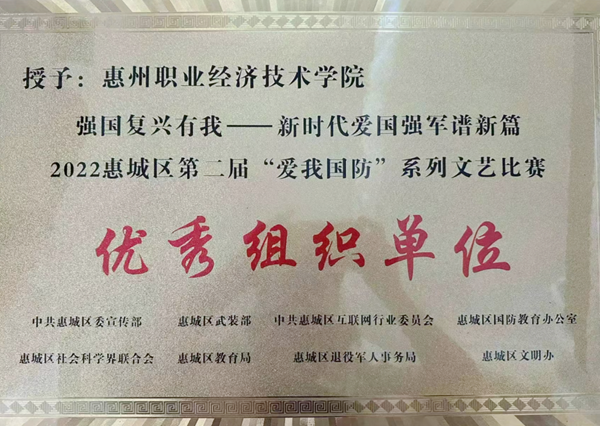 授予：惠州职业经济技术学院
强国复兴有我——新时代爱国强军谱新篇
2022惠城区第二届“爱我国防”系列文艺比赛
优秀组织单位
中共惠城区委宣传部 惠城区武装部 中共惠城区互联网行业委员会 惠城区国防教育办公室
惠城区社会科学界联合会 惠城区教育局 惠城区退役军人事务局 惠城区文明办